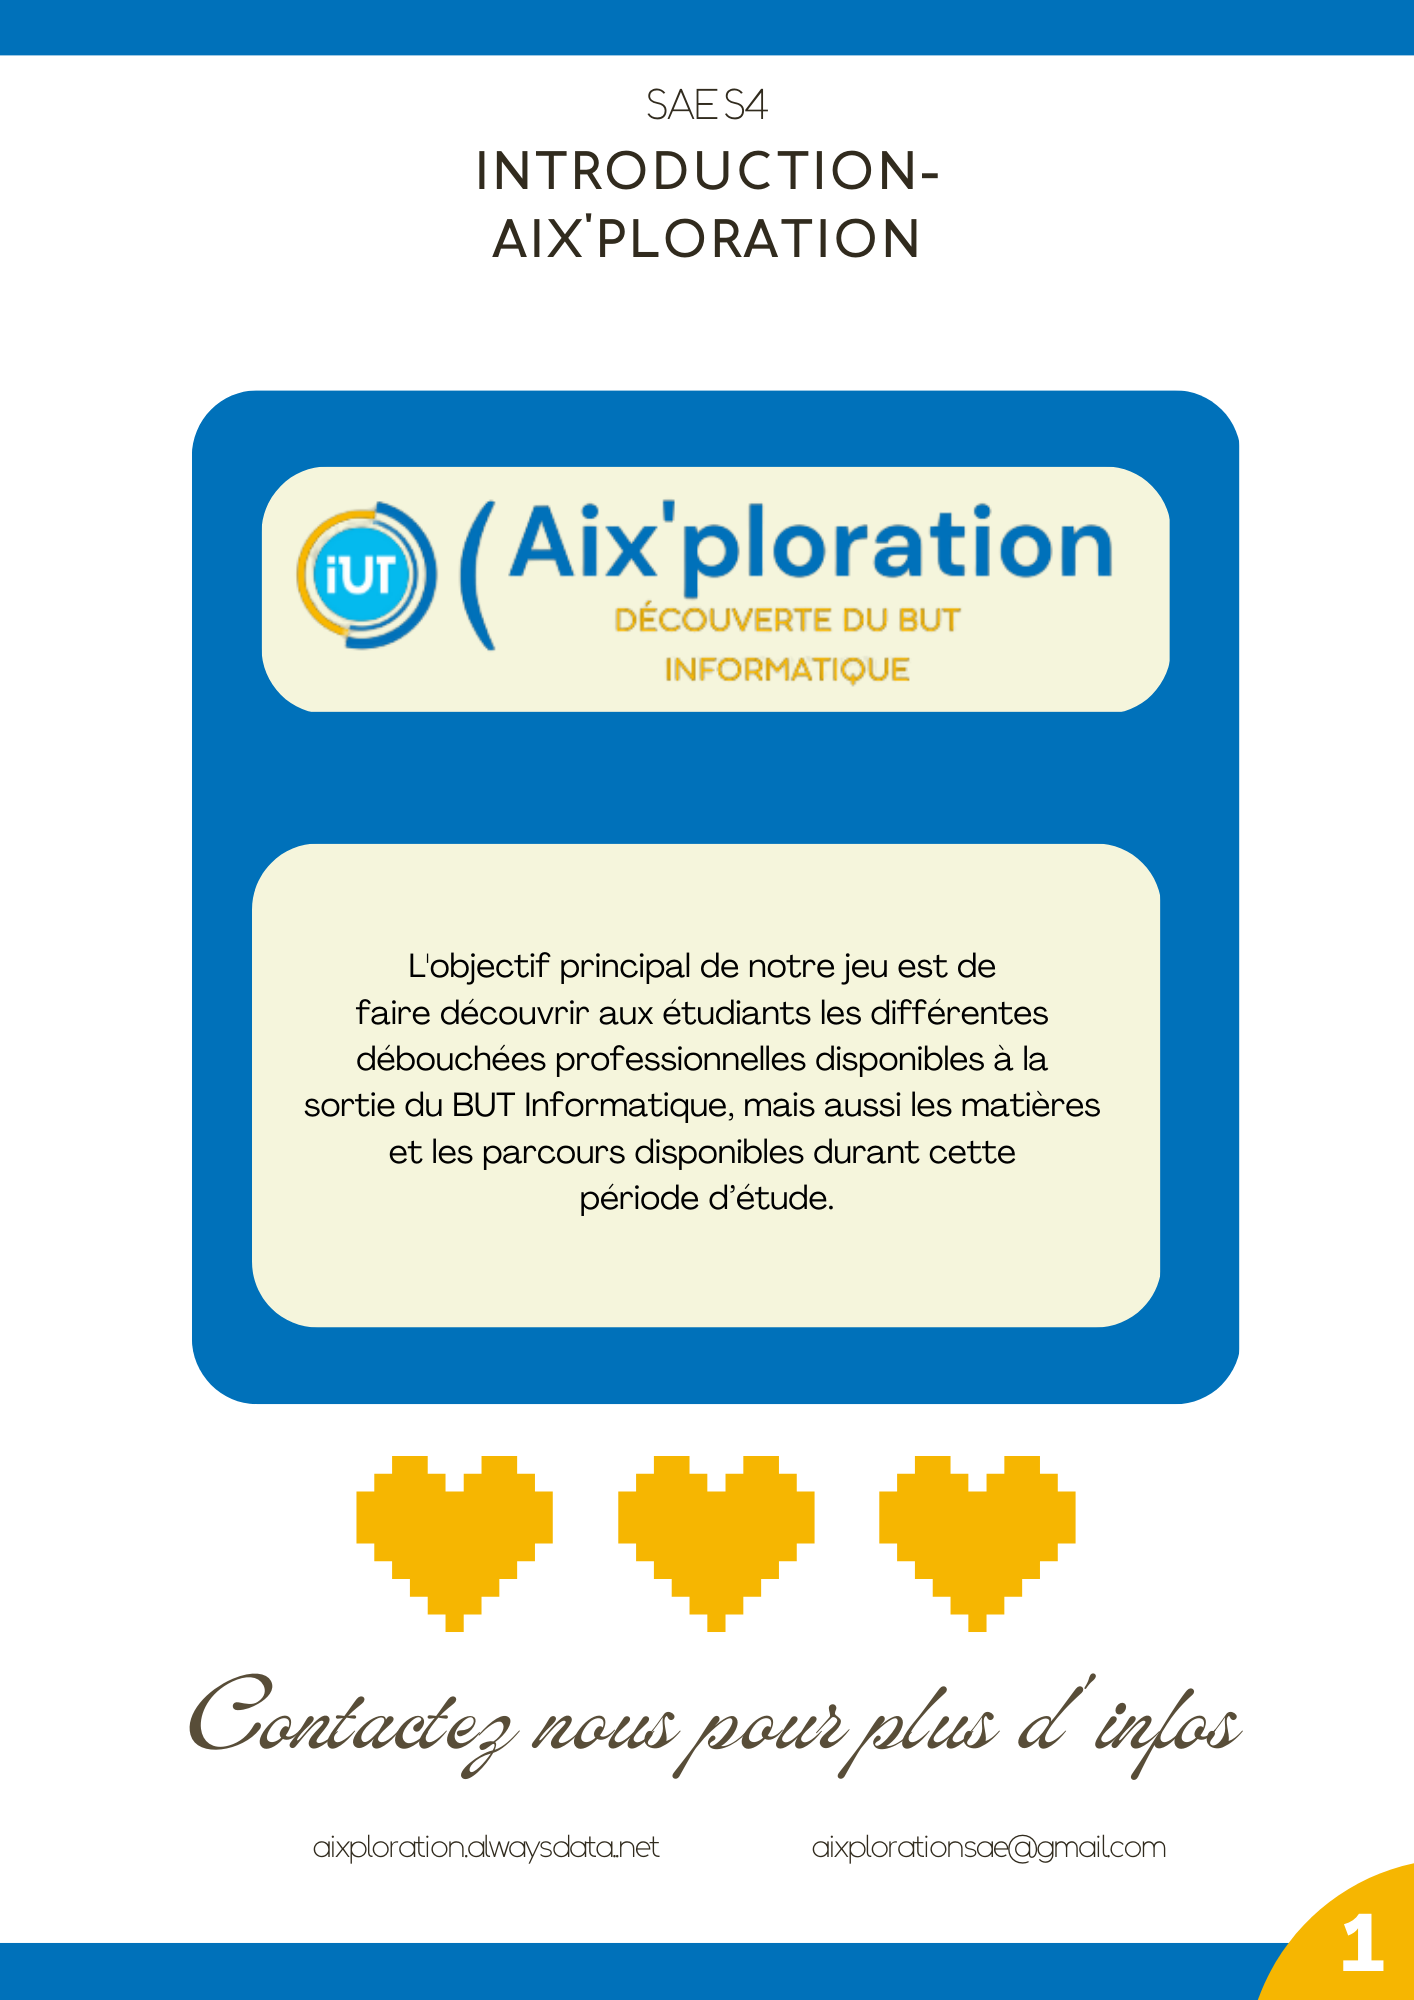 SAE S4
INTRODUCTION-
AIX'PLORATION
iUT
Aix'ploration
DÉCOUVERTE DU BUT
INFORMATIQUE
L'objectif principal de notre jeu est de
faire découvrir aux étudiants les différentes
débouchées professionnelles disponibles à la
sortie du BUT Informatique, mais aussi les matières
et les parcours disponibles durant cette
période d’étude.
Contactez nous pour plus d'infos
aixploration.alwaysdata.net
aixplorationsae@gmail.com
1